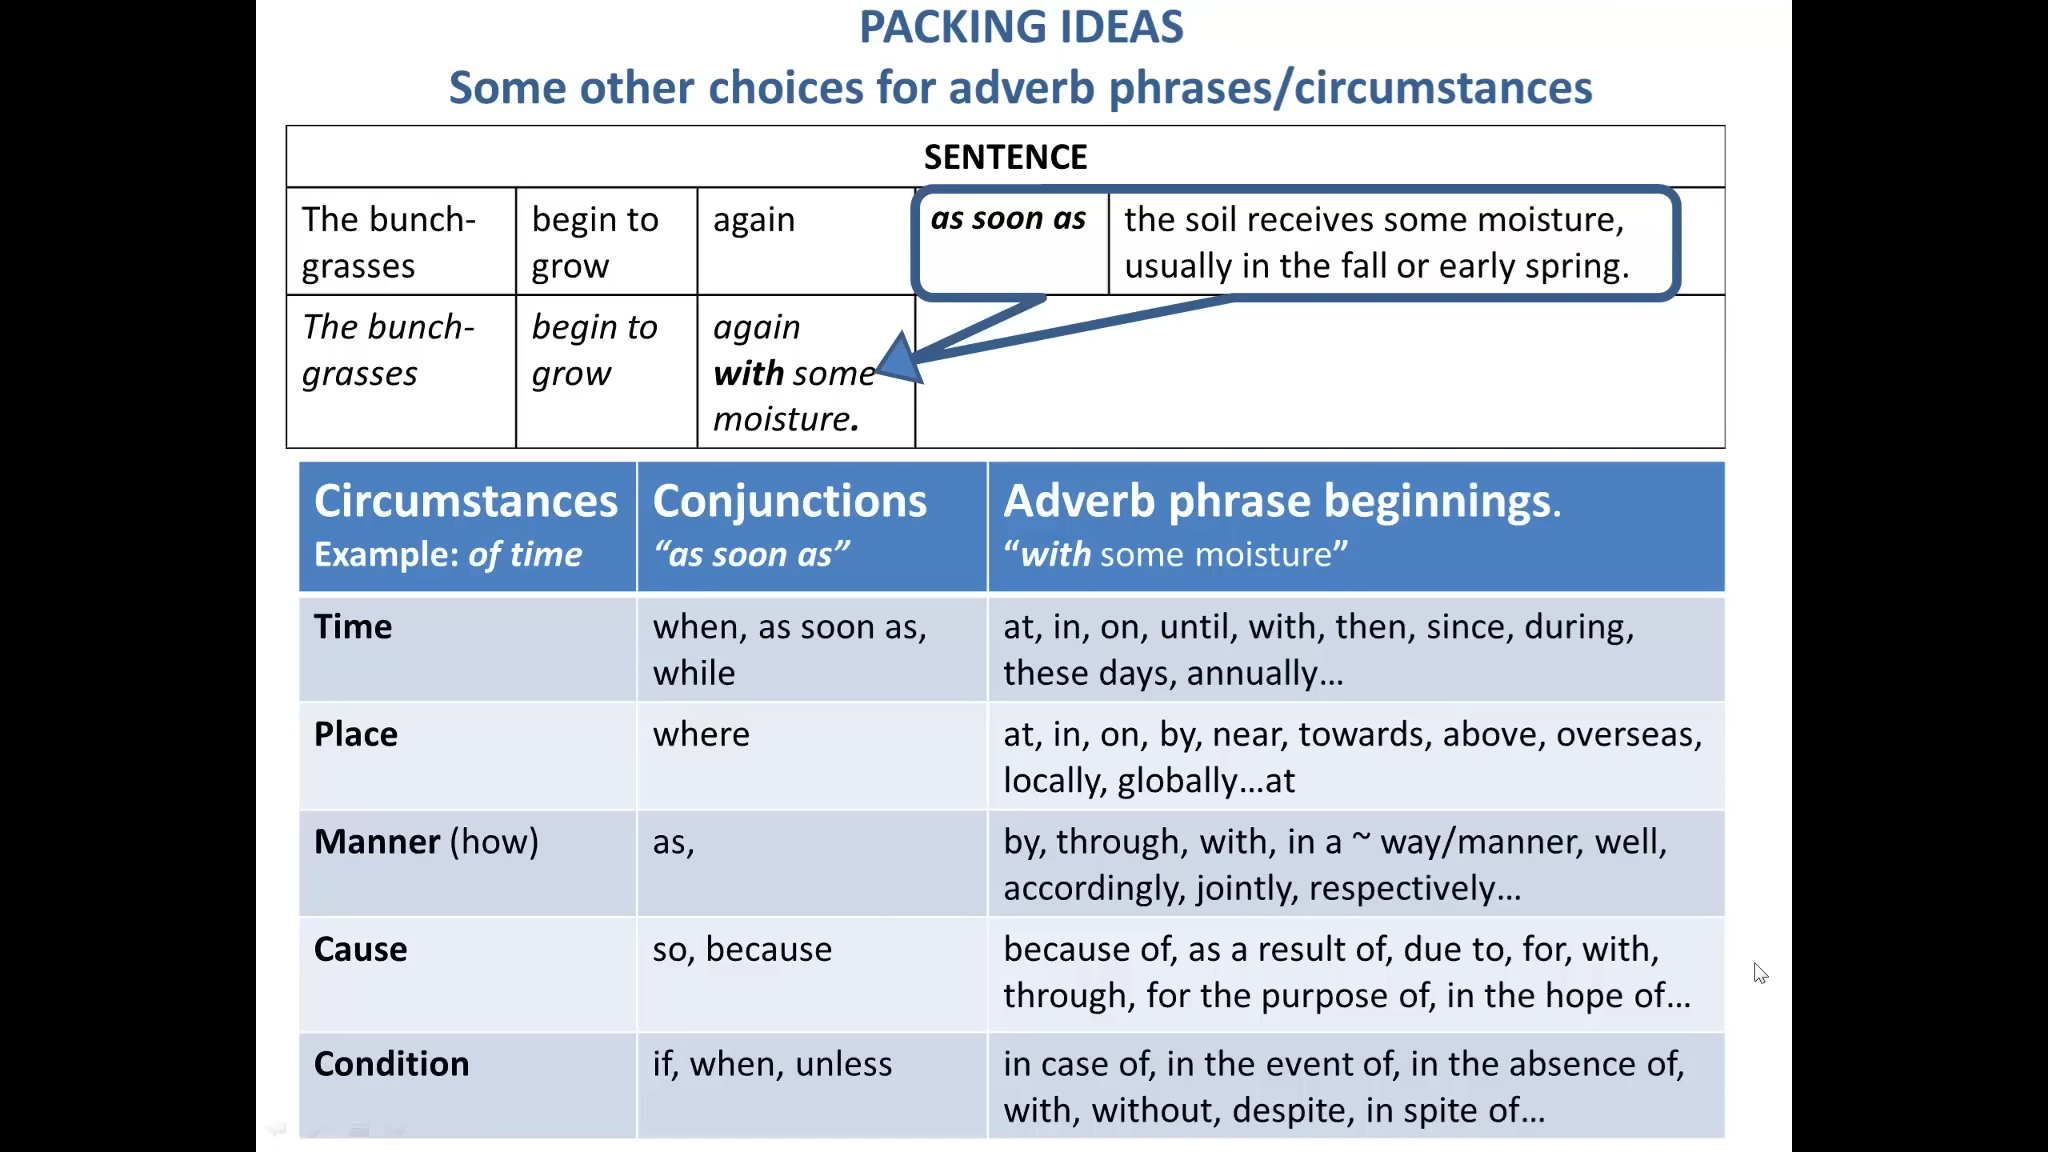 PACKING IDEAS
Some other choices for adverb phrases/circumstances
SENTENCE
The bunch-
grasses
begin to
grow
again
as soon as
the soil receives some moisture,
usually in the fall or early spring.
The bunch-
grasses
begin to
grow
again
with some
moisture.
Circumstances
Example: of time
Conjunctions
“as soon as”
Adverb phrase beginnings.
“with some moisture”
Time
when, as soon as,
while
at, in, on, until, with, then, since, during,
these days, annually…
Place
where
at, in, on, by, near, towards, above, overseas,
locally, globally…at
Manner (how)
as,
by, through, with, in a ~ way/manner, well,
accordingly, jointly, respectively…
Cause
so, because
because of, as a result of, due to, for, with,
through, for the purpose of, in the hope of…
Condition
if, when, unless
in case of, in the event of, in the absence of,
with, without, despite, in spite of…